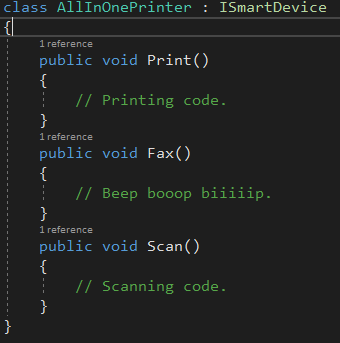 class AllInOnePrinter : ISmartDevice
{
1 reference
public void Print()
{
// Printing code.
}
1 reference
public void Fax()
{
// Beep booop biiiiip.
}
1 reference
public void Scan()
{
// Scanning code.
}
}